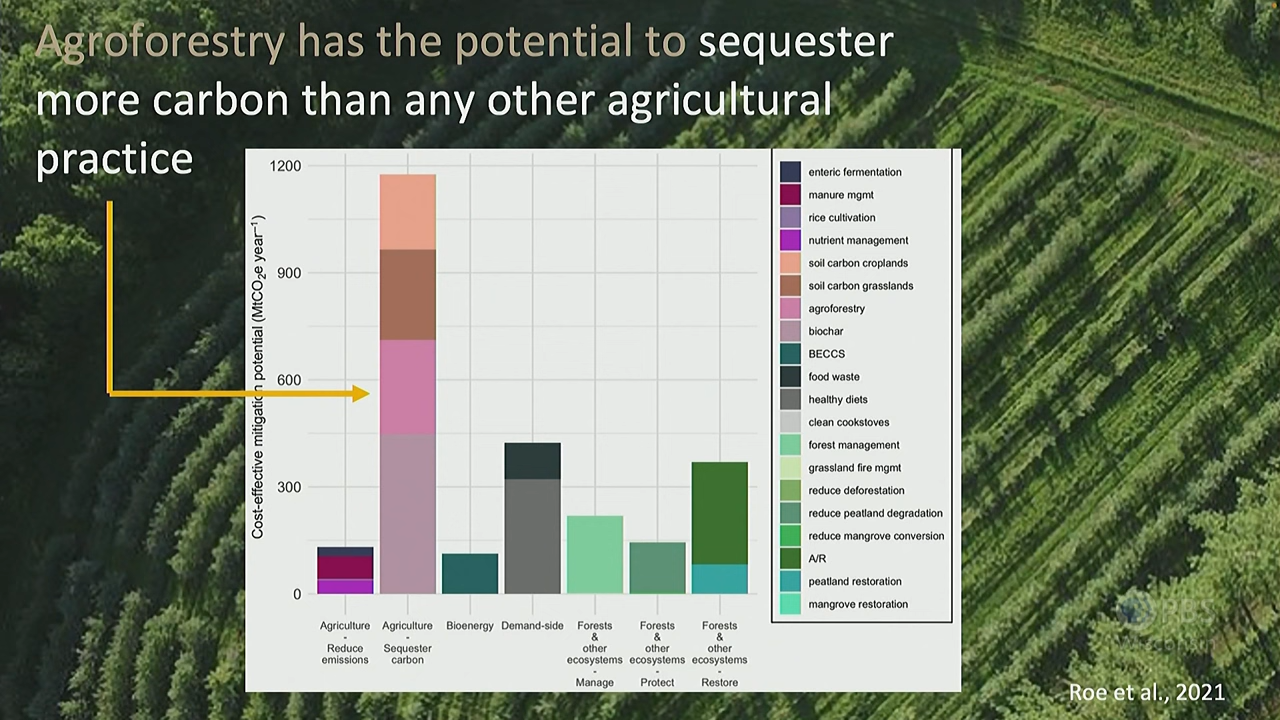 Agroforestry has the potential to sequester
more carbon than any other agricultural
practice
Cost-effective mitigation potential (MtCO₂e year⁻¹)
1200
900
600
300
0
Agriculture
-
Reduce
emissions
Agriculture
-
Sequester
carbon
Bioenergy
Demand-side
Forests
&
other
ecosystems
-
Manage
Forests
&
other
ecosystems
-
Protect
Forests
&
other
ecosystems
-
Restore
enteric fermentation
manure mgmt
rice cultivation
nutrient management
soil carbon croplands
soil carbon grasslands
agroforestry
biochar
BECCS
food waste
healthy diets
clean cookstoves
forest management
grassland fire mgmt
reduce deforestation
reduce peatland degradation
reduce mangrove conversion
A/R
peatland restoration
mangrove restoration
PBS
Wisconsin
Roe et al., 2021